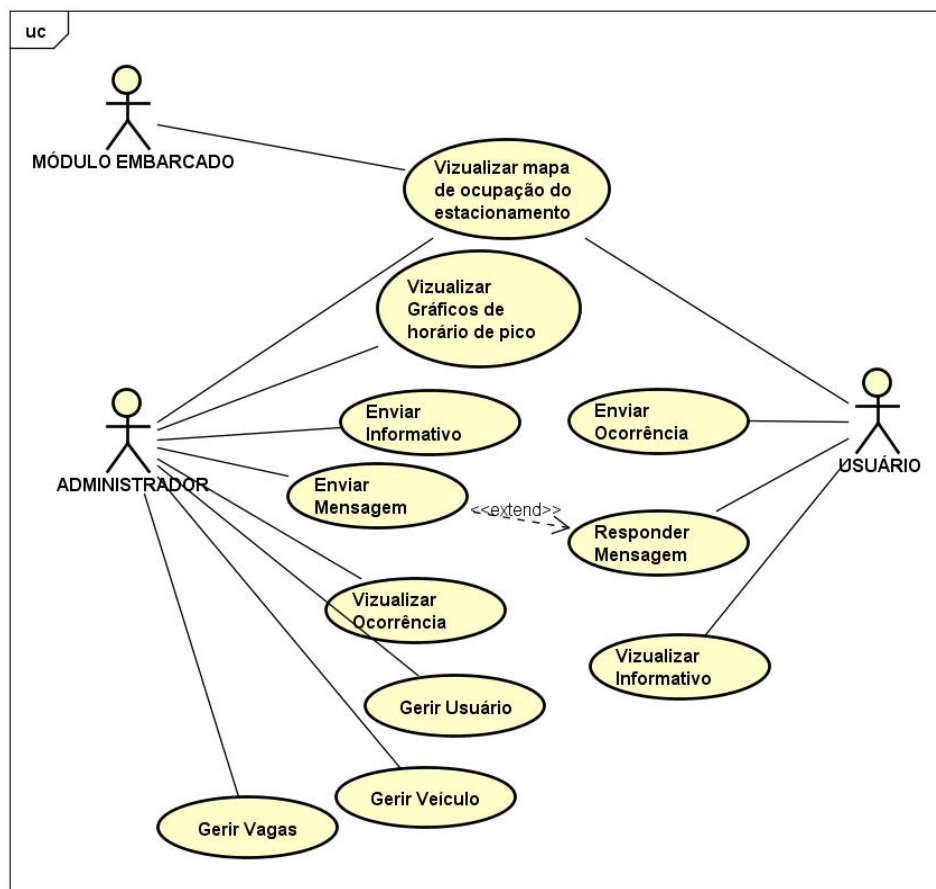 uc
MÓDULO EMBARCADO
Vizualizar mapa
de ocupação do
estacionamento
Vizualizar
Gráficos de
horário de pico
Enviar
Informativo
Enviar
Ocorrência
ADMINISTRADOR
USUÁRIO
Enviar
Mensagem
<<extend>>
Responder
Mensagem
Vizualizar
Ocorrência
Vizualizar
Informativo
Gerir Usuário
Gerir Veículo
Gerir Vagas